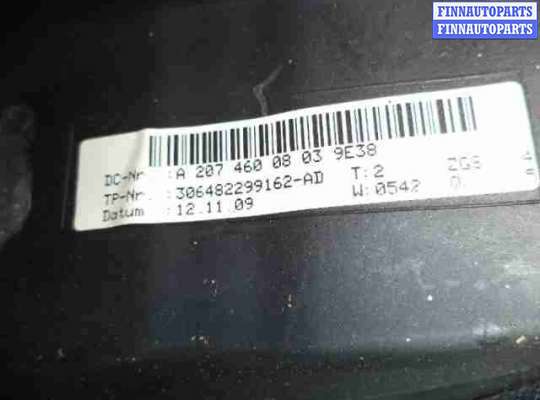 FINNAUTOPARTS
FINNAUTOPARTS
DC-Nr. :A 207 460 08 03 9E38
TP-Nr. :306482299162-AD T:2 ZGS
Datum :12.11.09 W:0542